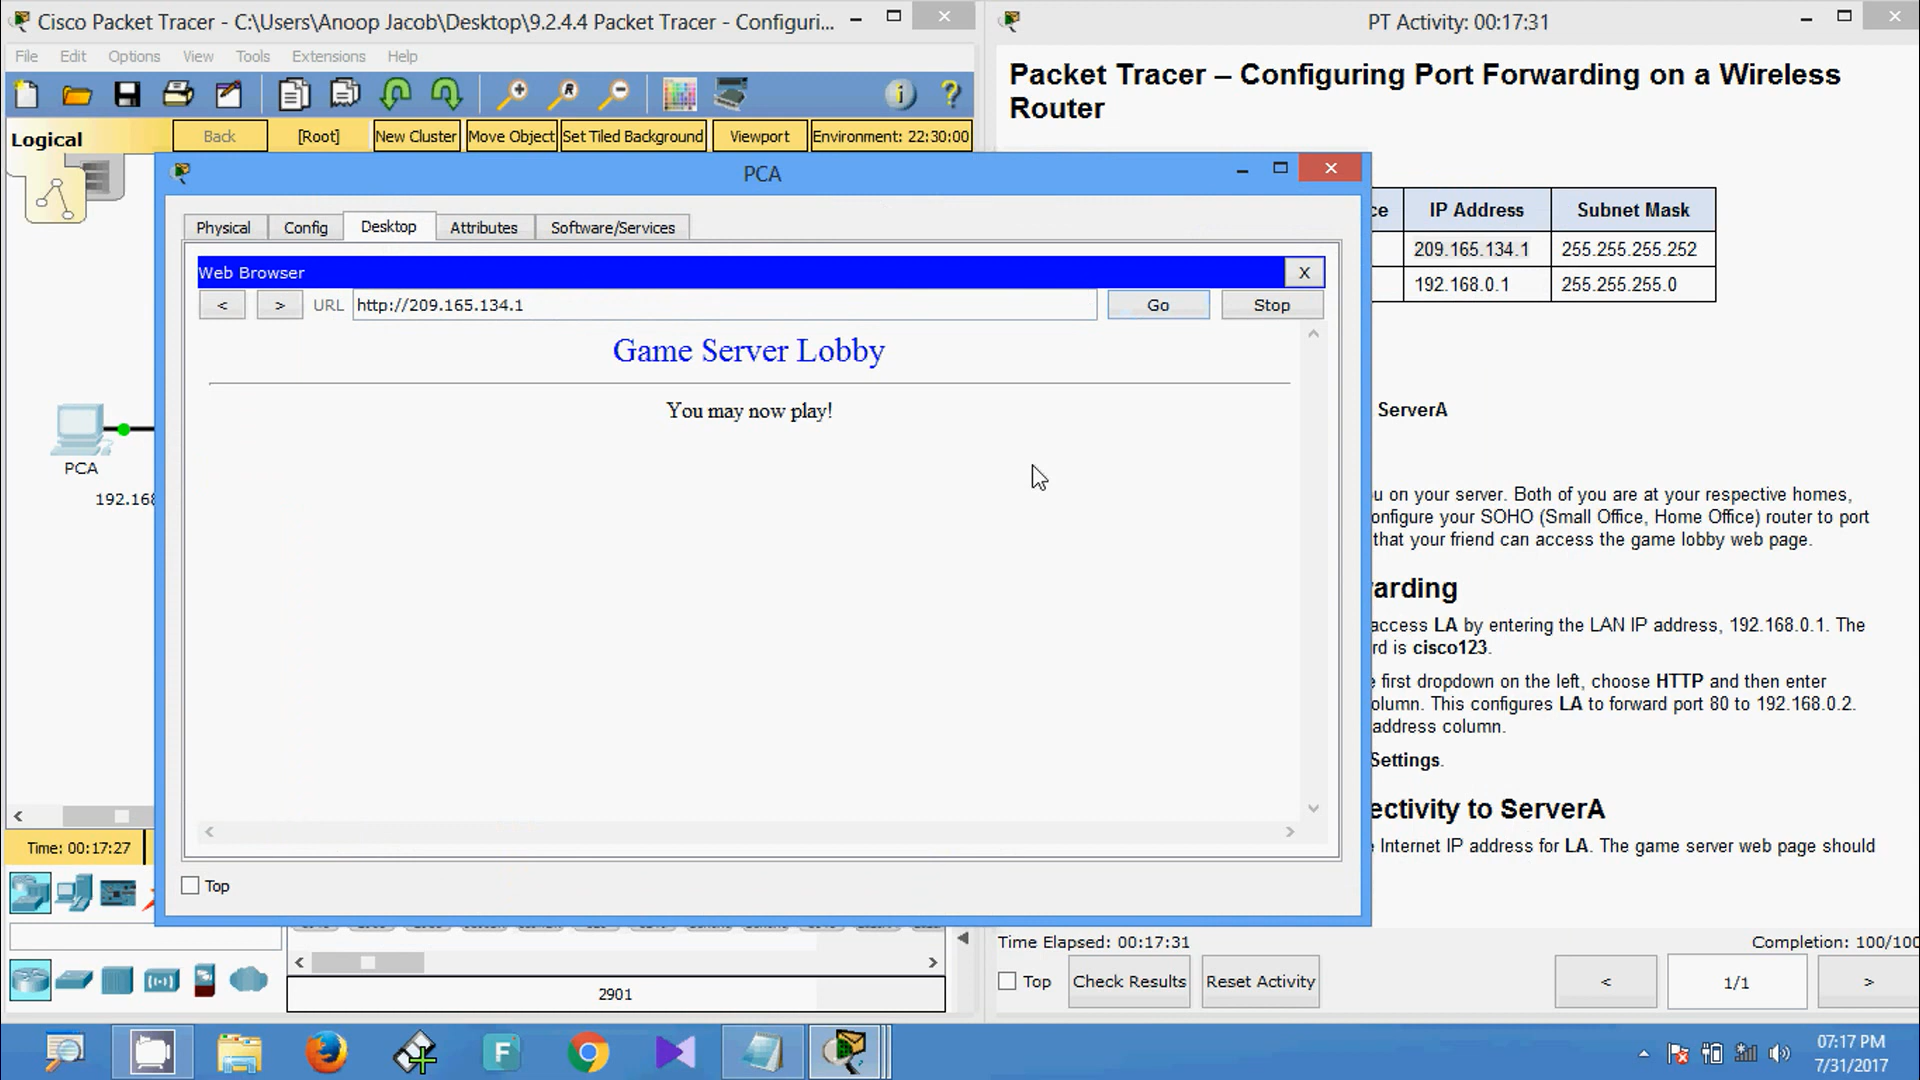 Cisco Packet Tracer - C:\Users\Anoop Jacob\Desktop\9.2.4.4 Packet Tracer - Configuri...
File Edit Options View Tools Extensions Help
Logical
Back
[Root]
New Cluster
Move Object
Set Tiled Background
Viewport
Environment: 22:30:00
PCA
192.168
PCA
Physical
Config
Desktop
Attributes
Software/Services
Web Browser
X
<
>
URL
http://209.165.134.1
Go
Stop
Game Server Lobby
You may now play!
Top
Time: 00:17:27
2901
PT Activity: 00:17:31
Packet Tracer – Configuring Port Forwarding on a Wireless
Router
ce IP Address Subnet Mask
209.165.134.1 255.255.255.252
192.168.0.1 255.255.255.0
ServerA
u on your server. Both of you are at your respective homes,
onfigure your SOHO (Small Office, Home Office) router to port
that your friend can access the game lobby web page.
arding
access LA by entering the LAN IP address, 192.168.0.1. The
rd is cisco123.
e first dropdown on the left, choose HTTP and then enter
olumn. This configures LA to forward port 80 to 192.168.0.2.
address column.
Settings.
ectivity to ServerA
e Internet IP address for LA. The game server web page should
Time Elapsed: 00:17:31
Completion: 100/100
Top
Check Results
Reset Activity
<
1/1
>
07:17 PM
7/31/2017